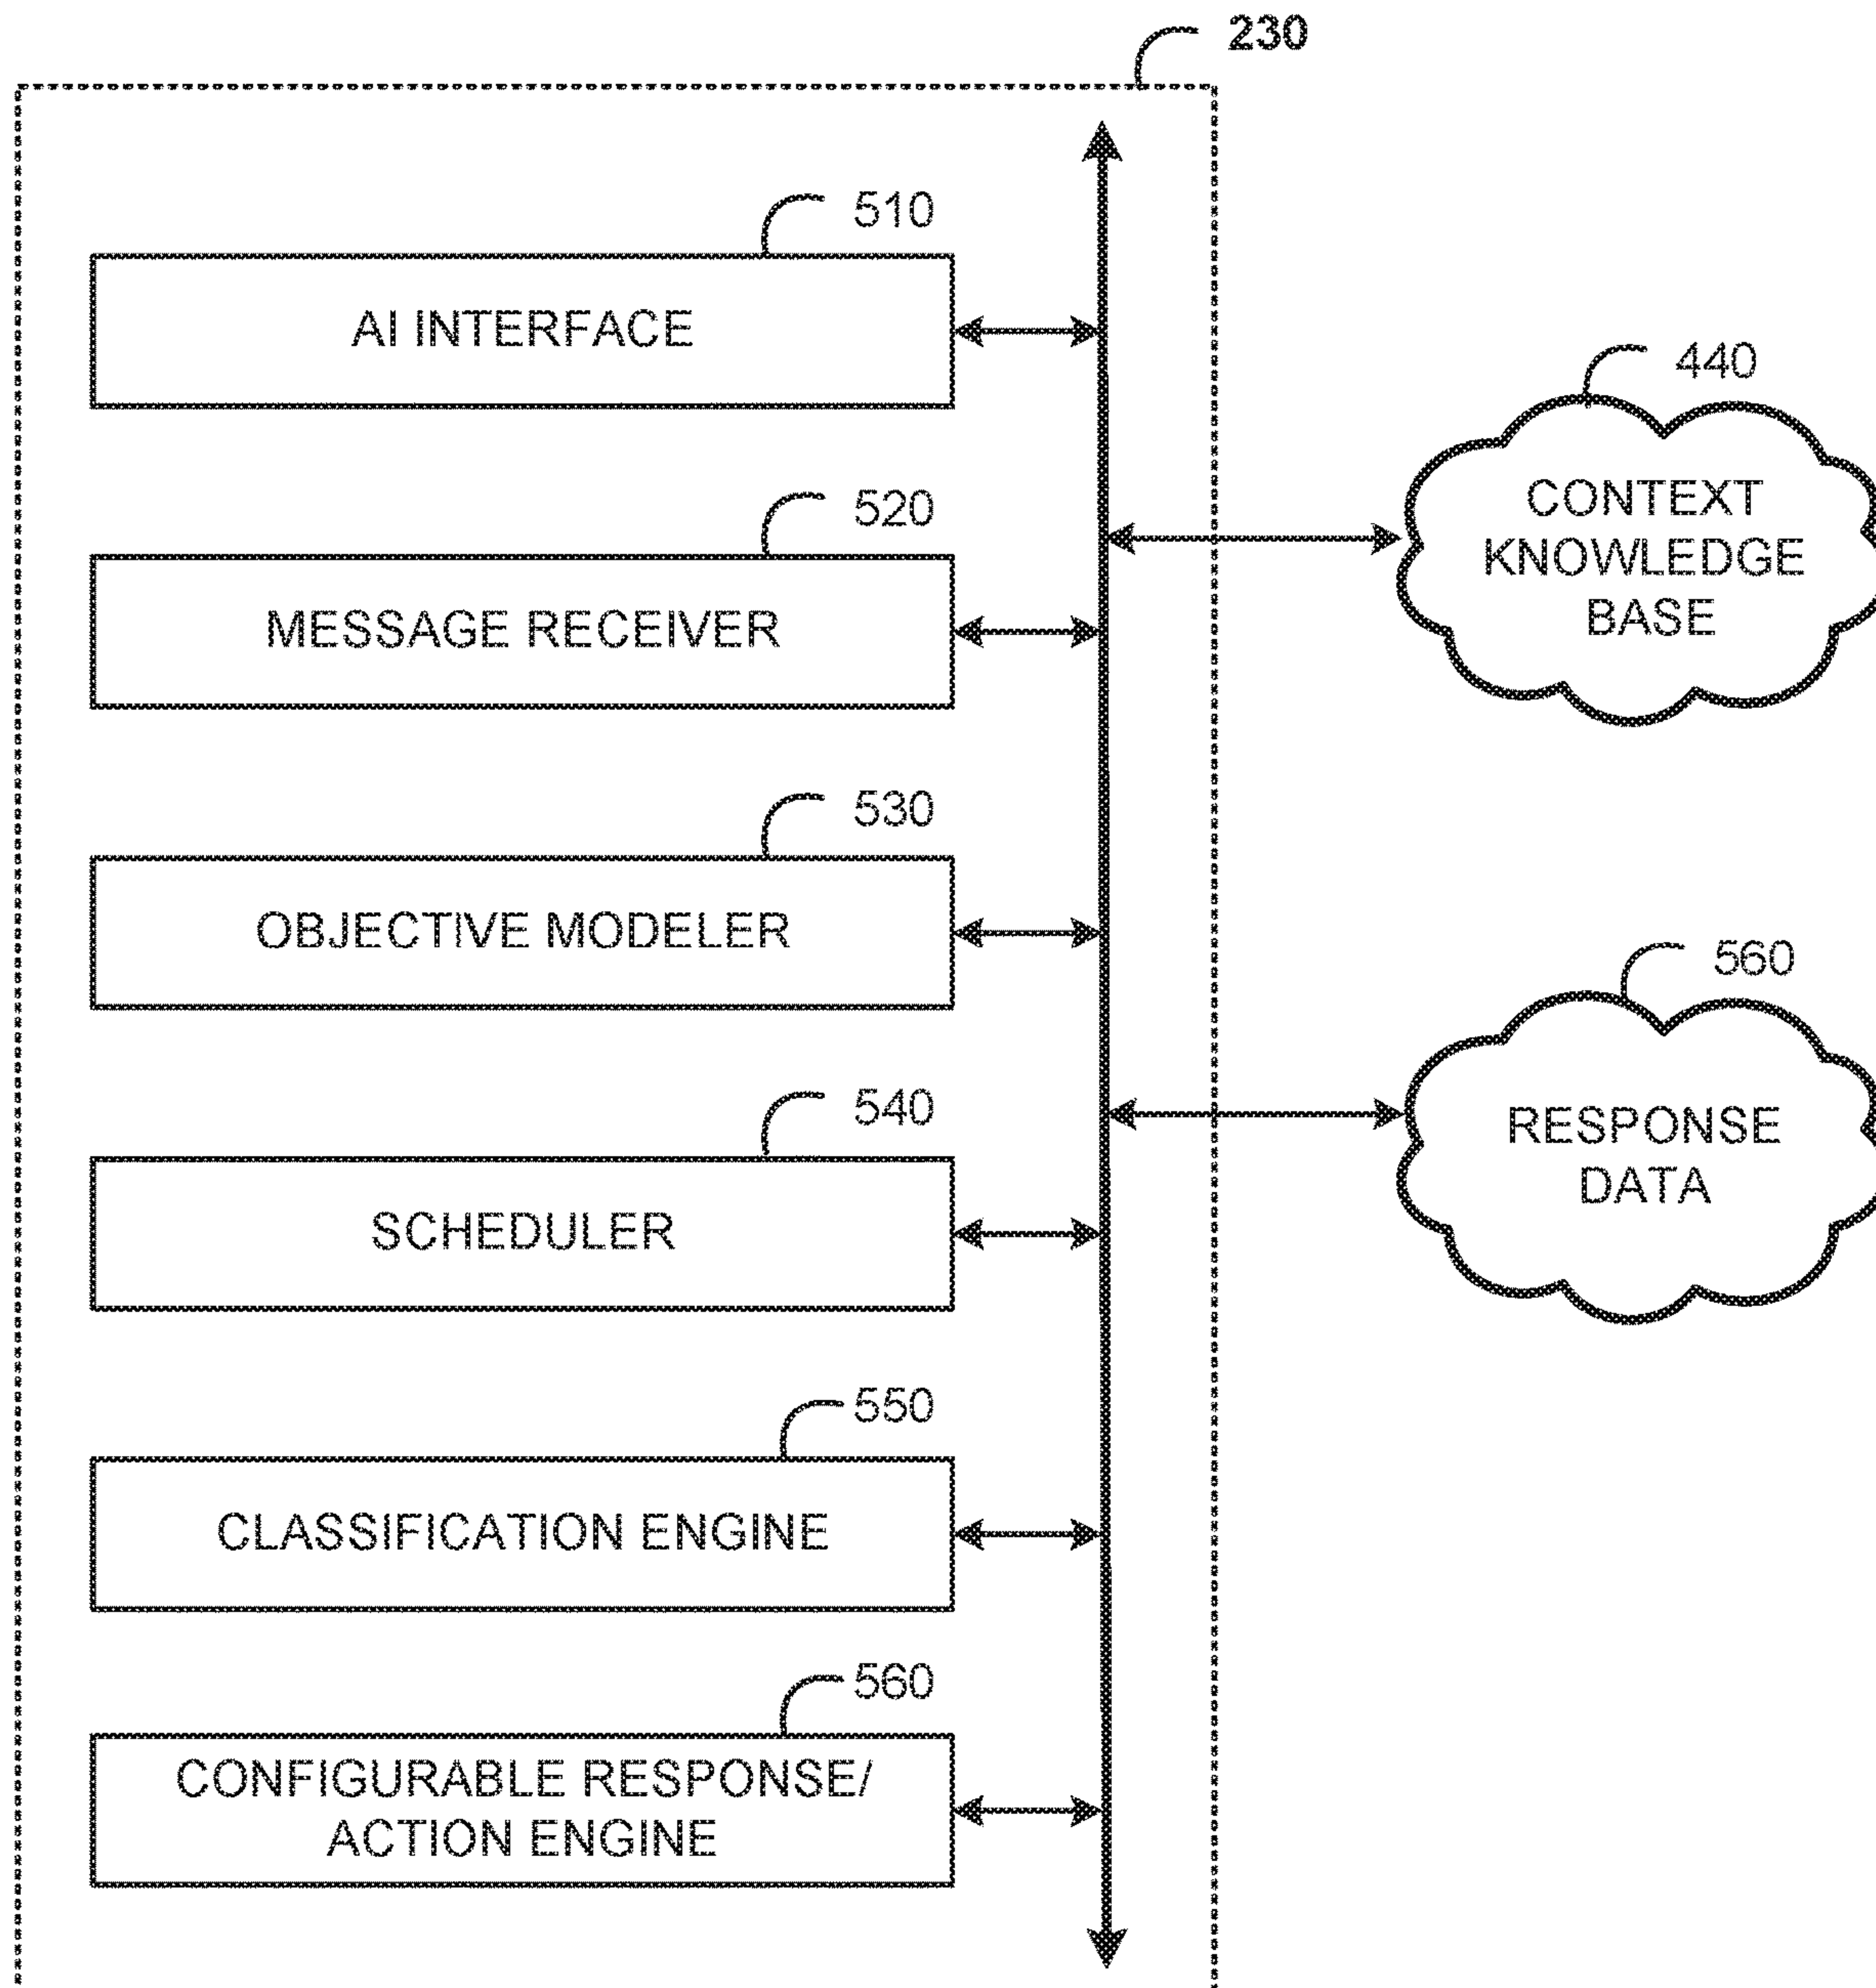 230
510
AI INTERFACE
440
CONTEXT
KNOWLEDGE
BASE
520
MESSAGE RECEIVER
530
OBJECTIVE MODELER
560
RESPONSE
DATA
540
SCHEDULER
550
CLASSIFICATION ENGINE
560
CONFIGURABLE RESPONSE/
ACTION ENGINE